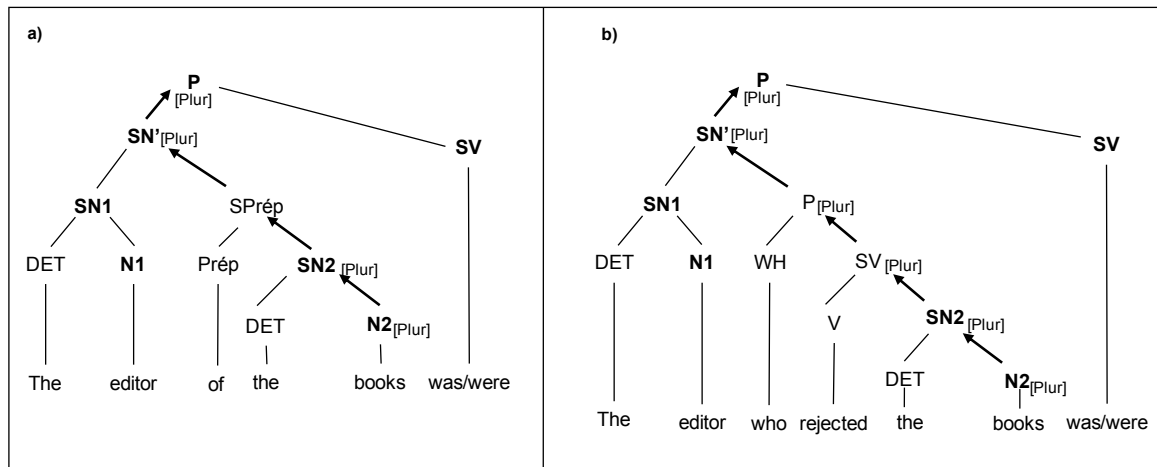 a)
P
[Plur]
SN' [Plur]
SV
SN1
SPrép
DET
N1
Prép
SN2 [Plur]
DET
N2 [Plur]
The editor of the books was/were
b)
P
[Plur]
SN' [Plur]
SV
SN1
P [Plur]
DET
N1
WH
SV [Plur]
V
SN2 [Plur]
DET
N2 [Plur]
The editor who rejected the books was/were